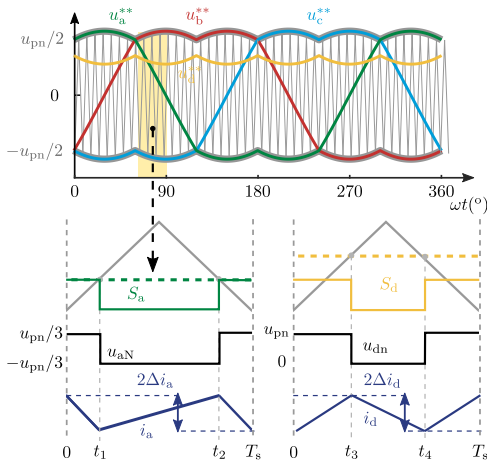 u_a^** u_b^** u_c^**
u_pn/2
0
−u_pn/2
0 90 180 270 360
ωt(°)
S_a S_d
u_pn/3 u_pn
u_aN u_dn
−u_pn/3 0
2Δi_a 2Δi_d
i_a i_d
0 t_1 t_2 T_s 0 t_3 t_4 T_s